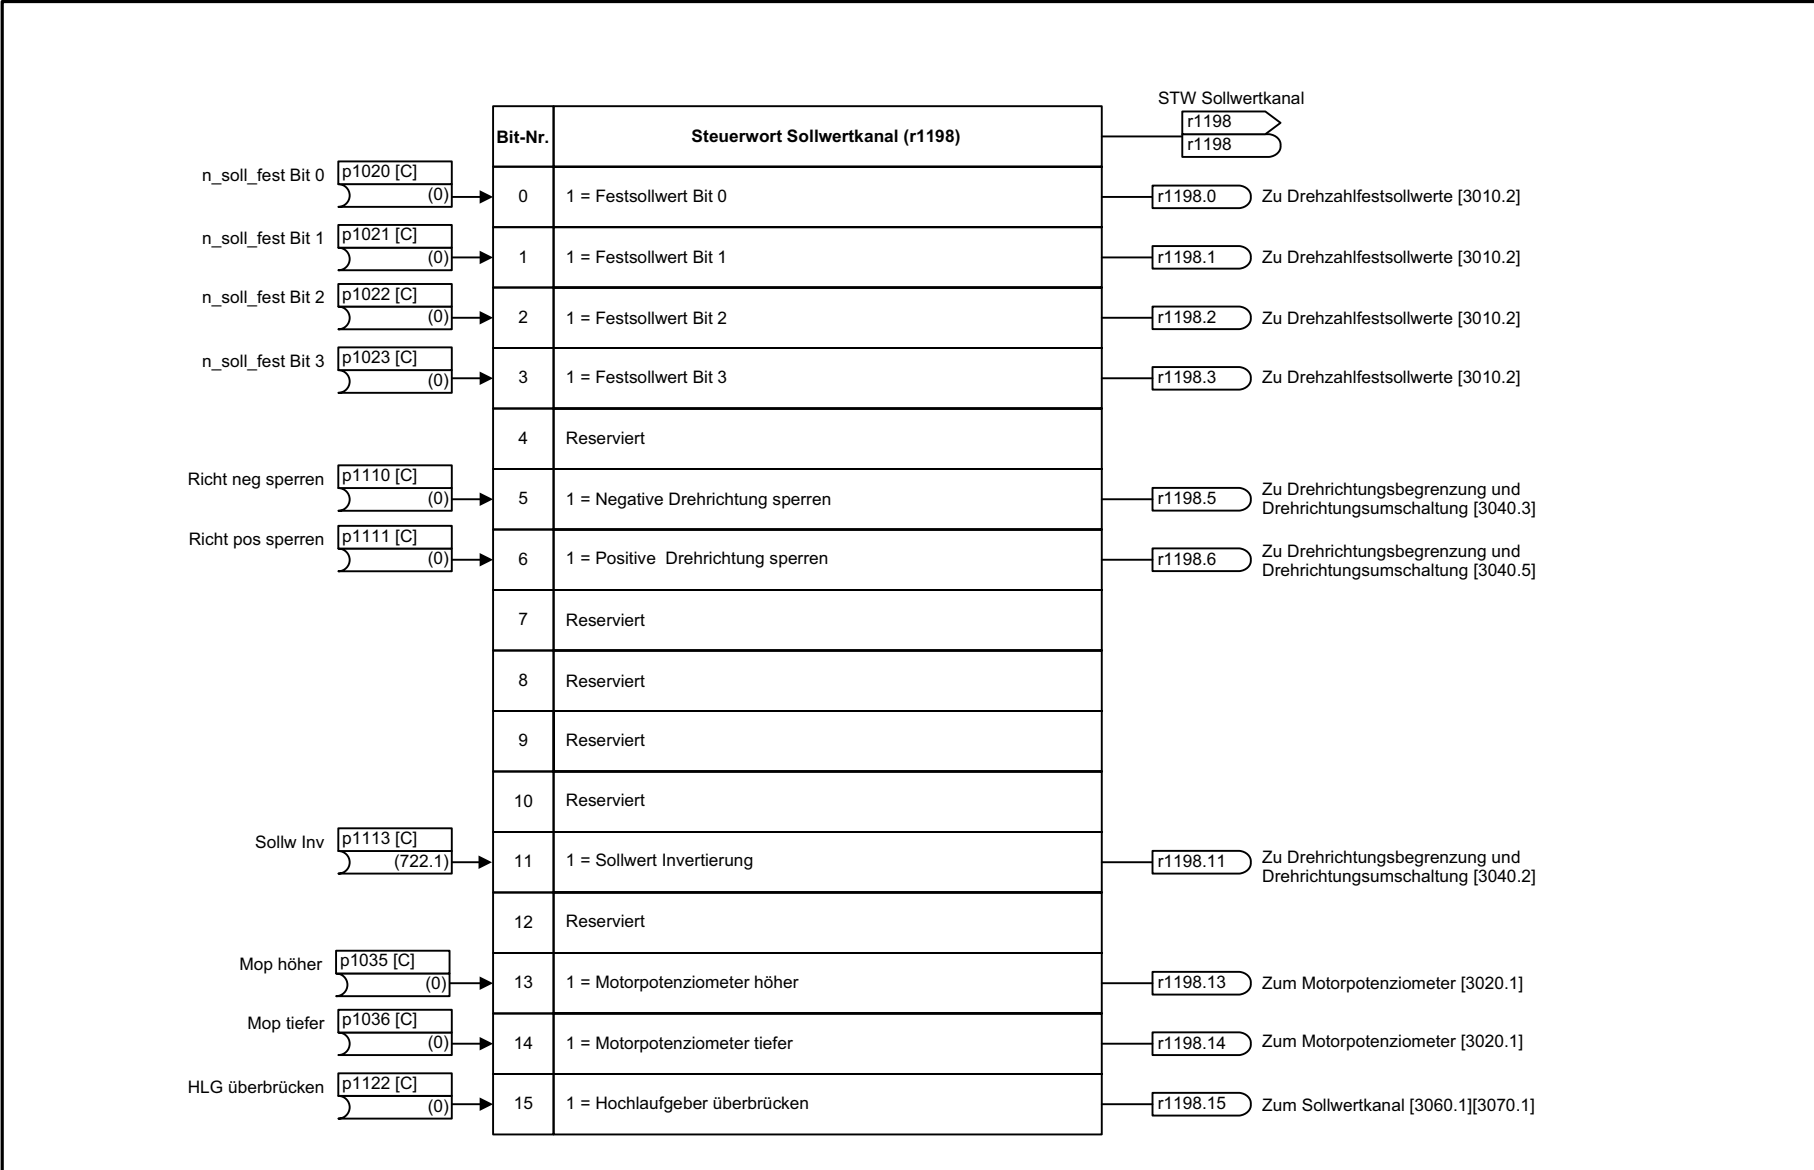 STW Sollwertkanal
r1198
r1198
Bit-Nr. Steuerwort Sollwertkanal (r1198)
n_soll_fest Bit 0 p1020 [C]
(0) 0 1 = Festsollwert Bit 0 r1198.0 Zu Drehzahlfestsollwerte [3010.2]
n_soll_fest Bit 1 p1021 [C]
(0) 1 1 = Festsollwert Bit 1 r1198.1 Zu Drehzahlfestsollwerte [3010.2]
n_soll_fest Bit 2 p1022 [C]
(0) 2 1 = Festsollwert Bit 2 r1198.2 Zu Drehzahlfestsollwerte [3010.2]
n_soll_fest Bit 3 p1023 [C]
(0) 3 1 = Festsollwert Bit 3 r1198.3 Zu Drehzahlfestsollwerte [3010.2]
4 Reserviert
Richt neg sperren p1110 [C]
(0) 5 1 = Negative Drehrichtung sperren r1198.5 Zu Drehrichtungsbegrenzung und
Drehrichtungsumschaltung [3040.3]
Richt pos sperren p1111 [C]
(0) 6 1 = Positive Drehrichtung sperren r1198.6 Zu Drehrichtungsbegrenzung und
Drehrichtungsumschaltung [3040.5]
7 Reserviert
8 Reserviert
9 Reserviert
10 Reserviert
Sollw Inv p1113 [C]
(722.1) 11 1 = Sollwert Invertierung r1198.11 Zu Drehrichtungsbegrenzung und
Drehrichtungsumschaltung [3040.2]
12 Reserviert
Mop höher p1035 [C]
(0) 13 1 = Motorpotenziometer höher r1198.13 Zum Motorpotenziometer [3020.1]
Mop tiefer p1036 [C]
(0) 14 1 = Motorpotenziometer tiefer r1198.14 Zum Motorpotenziometer [3020.1]
HLG überbrücken p1122 [C]
(0) 15 1 = Hochlaufgeber überbrücken r1198.15 Zum Sollwertkanal [3060.1][3070.1]